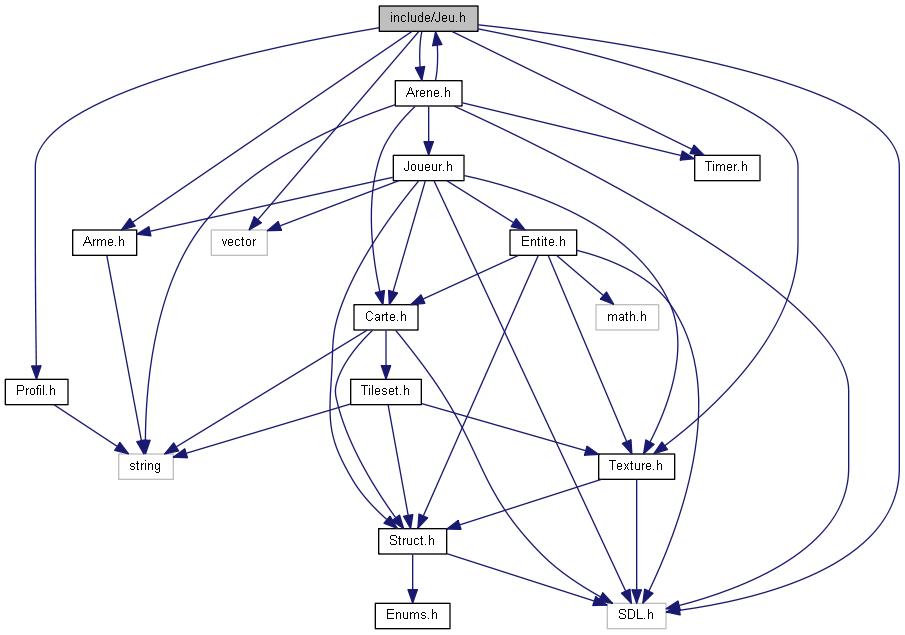 include/Jeu.h
Arene.h
Joueur.h
Timer.h
Arme.h
vector
Entite.h
Carte.h
math.h
Profil.h
Tileset.h
string
Texture.h
Struct.h
Enums.h
SDL.h